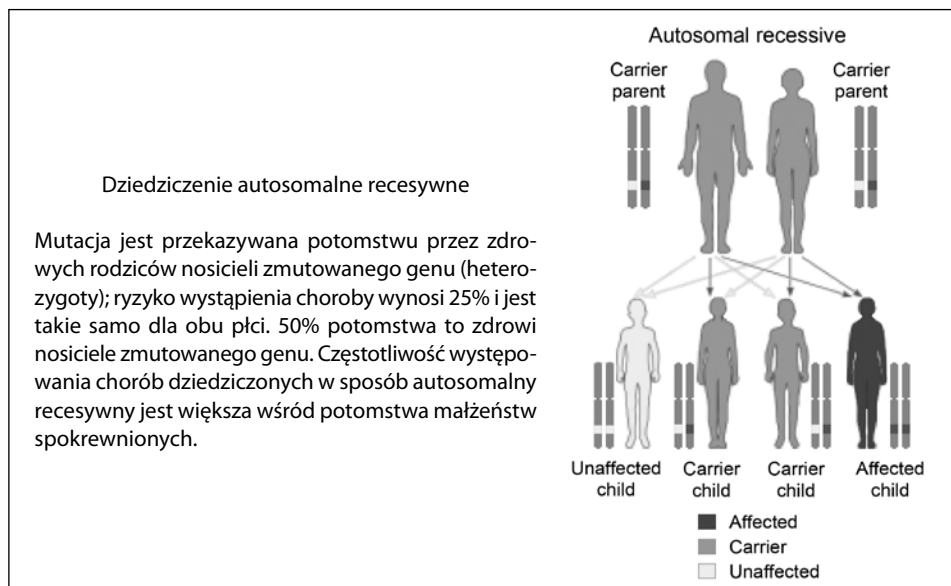 Dziedziczenie autosomalne recesywne
Mutacja jest przekazywana potomstwu przez zdro-
wych rodziców nosicieli zmutowanego genu (hetero-
zygoty); ryzyko wystąpienia choroby wynosi 25% i jest
takie samo dla obu płci. 50% potomstwa to zdrowi
nosiciele zmutowanego genu. Częstotliwość występo-
wania chorób dziedziczonych w sposób autosomalny
recesywny jest większa wśród potomstwa małżeństw
spokrewnionych.
Autosomal recessive
Carrier
parent
Carrier
parent
Unaffected
child
Carrier
child
Carrier
child
Affected
child
Affected
Carrier
Unaffected